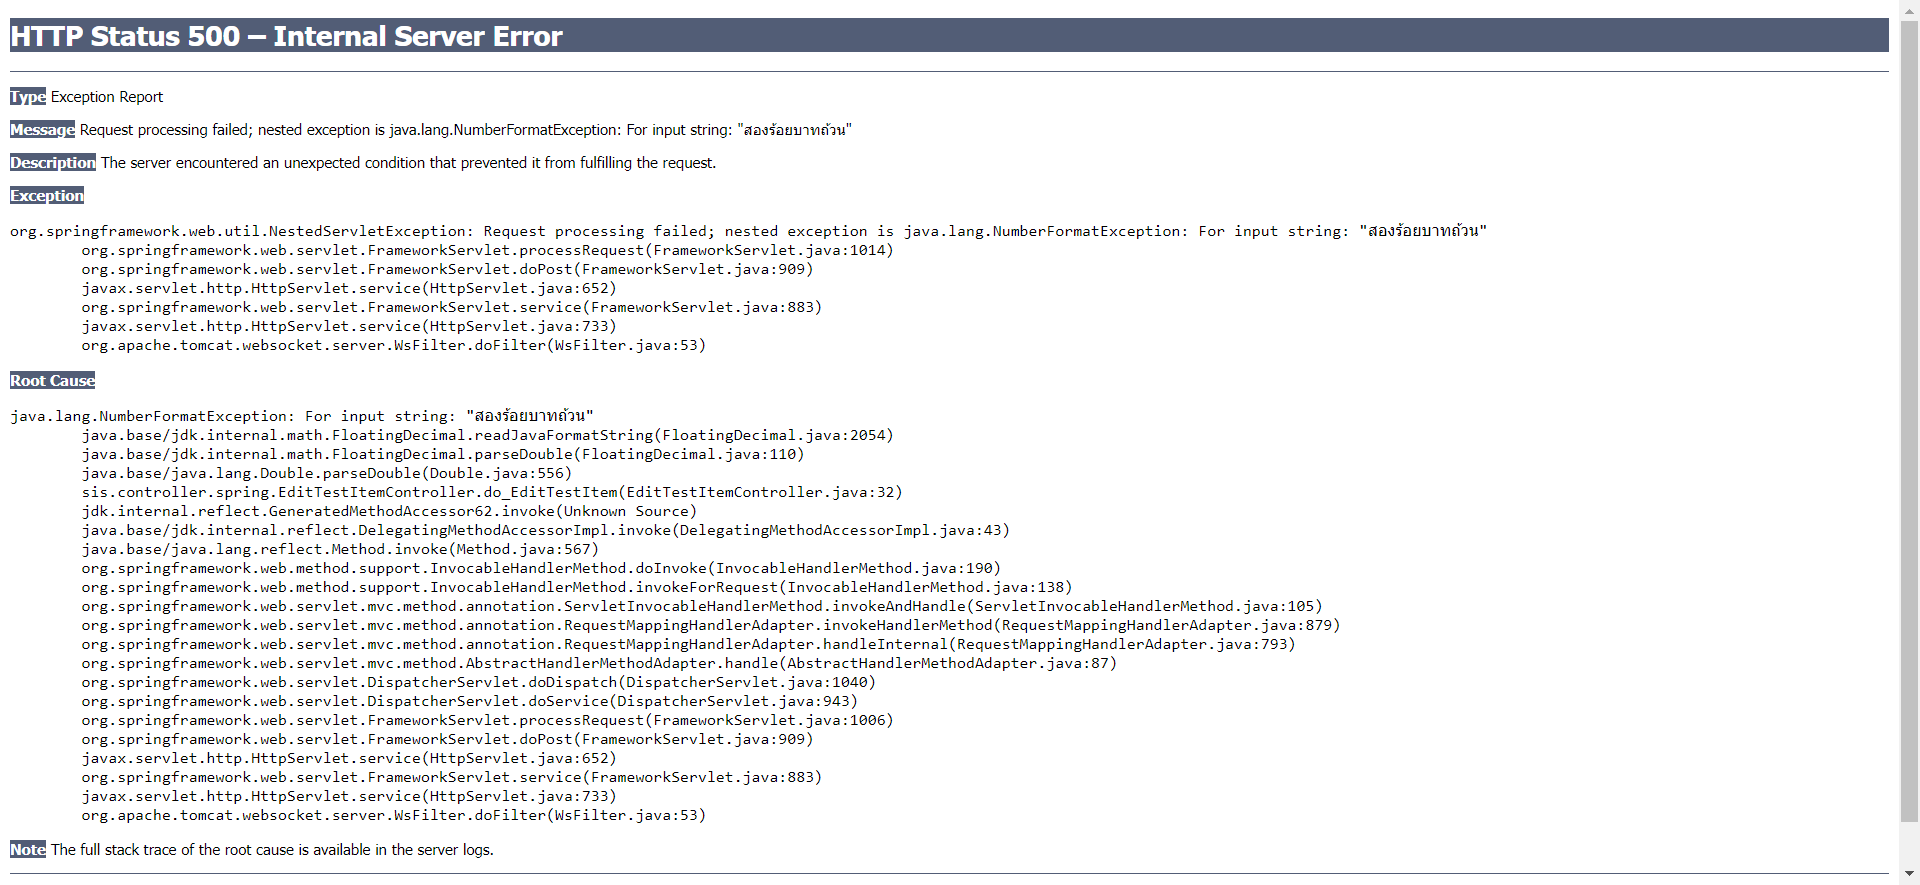 HTTP Status 500 – Internal Server Error
Type Exception Report
Message Request processing failed; nested exception is java.lang.NumberFormatException: For input string: "สองร้อยบาทถ้วน"
Description The server encountered an unexpected condition that prevented it from fulfilling the request.
Exception
org.springframework.web.util.NestedServletException: Request processing failed; nested exception is java.lang.NumberFormatException: For input string: "สองร้อยบาทถ้วน"
org.springframework.web.servlet.FrameworkServlet.processRequest(FrameworkServlet.java:1014)
org.springframework.web.servlet.FrameworkServlet.doPost(FrameworkServlet.java:909)
javax.servlet.http.HttpServlet.service(HttpServlet.java:652)
org.springframework.web.servlet.FrameworkServlet.service(FrameworkServlet.java:883)
javax.servlet.http.HttpServlet.service(HttpServlet.java:733)
org.apache.tomcat.websocket.server.WsFilter.doFilter(WsFilter.java:53)
Root Cause
java.lang.NumberFormatException: For input string: "สองร้อยบาทถ้วน"
java.base/jdk.internal.math.FloatingDecimal.readJavaFormatString(FloatingDecimal.java:2054)
java.base/jdk.internal.math.FloatingDecimal.parseDouble(FloatingDecimal.java:110)
java.base/java.lang.Double.parseDouble(Double.java:556)
sis.controller.spring.EditTestItemController.do_EditTestItem(EditTestItemController.java:32)
jdk.internal.reflect.GeneratedMethodAccessor62.invoke(Unknown Source)
java.base/jdk.internal.reflect.DelegatingMethodAccessorImpl.invoke(DelegatingMethodAccessorImpl.java:43)
java.base/java.lang.reflect.Method.invoke(Method.java:567)
org.springframework.web.method.support.InvocableHandlerMethod.doInvoke(InvocableHandlerMethod.java:190)
org.springframework.web.method.support.InvocableHandlerMethod.invokeForRequest(InvocableHandlerMethod.java:138)
org.springframework.web.servlet.mvc.method.annotation.ServletInvocableHandlerMethod.invokeAndHandle(ServletInvocableHandlerMethod.java:105)
org.springframework.web.servlet.mvc.method.annotation.RequestMappingHandlerAdapter.invokeHandlerMethod(RequestMappingHandlerAdapter.java:879)
org.springframework.web.servlet.mvc.method.annotation.RequestMappingHandlerAdapter.handleInternal(RequestMappingHandlerAdapter.java:793)
org.springframework.web.servlet.mvc.method.AbstractHandlerMethodAdapter.handle(AbstractHandlerMethodAdapter.java:87)
org.springframework.web.servlet.DispatcherServlet.doDispatch(DispatcherServlet.java:1040)
org.springframework.web.servlet.DispatcherServlet.doService(DispatcherServlet.java:943)
org.springframework.web.servlet.FrameworkServlet.processRequest(FrameworkServlet.java:1006)
org.springframework.web.servlet.FrameworkServlet.doPost(FrameworkServlet.java:909)
javax.servlet.http.HttpServlet.service(HttpServlet.java:652)
org.springframework.web.servlet.FrameworkServlet.service(FrameworkServlet.java:883)
javax.servlet.http.HttpServlet.service(HttpServlet.java:733)
org.apache.tomcat.websocket.server.WsFilter.doFilter(WsFilter.java:53)
Note The full stack trace of the root cause is available in the server logs.